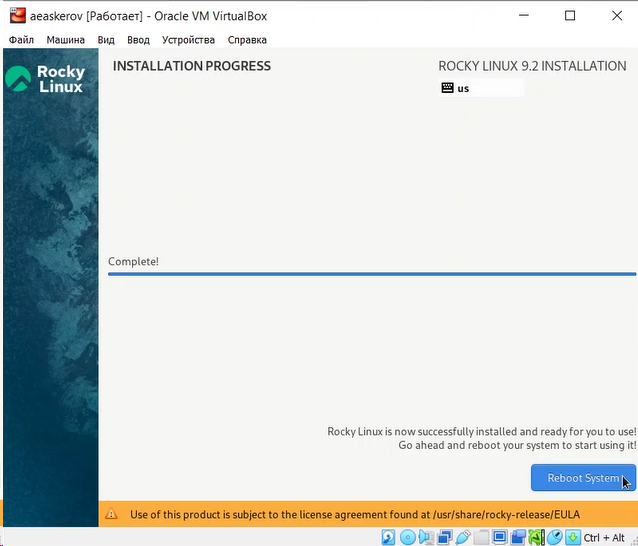 aeaskerov [Работает] - Oracle VM VirtualBox
Файл Машина Вид Ввод Устройства Справка
Rocky
Linux
INSTALLATION PROGRESS
ROCKY LINUX 9.2 INSTALLATION
us
Complete!
Rocky Linux is now successfully installed and ready for you to use!
Go ahead and reboot your system to start using it!
Reboot System
Use of this product is subject to the license agreement found at /usr/share/rocky-release/EULA
Ctrl + Alt